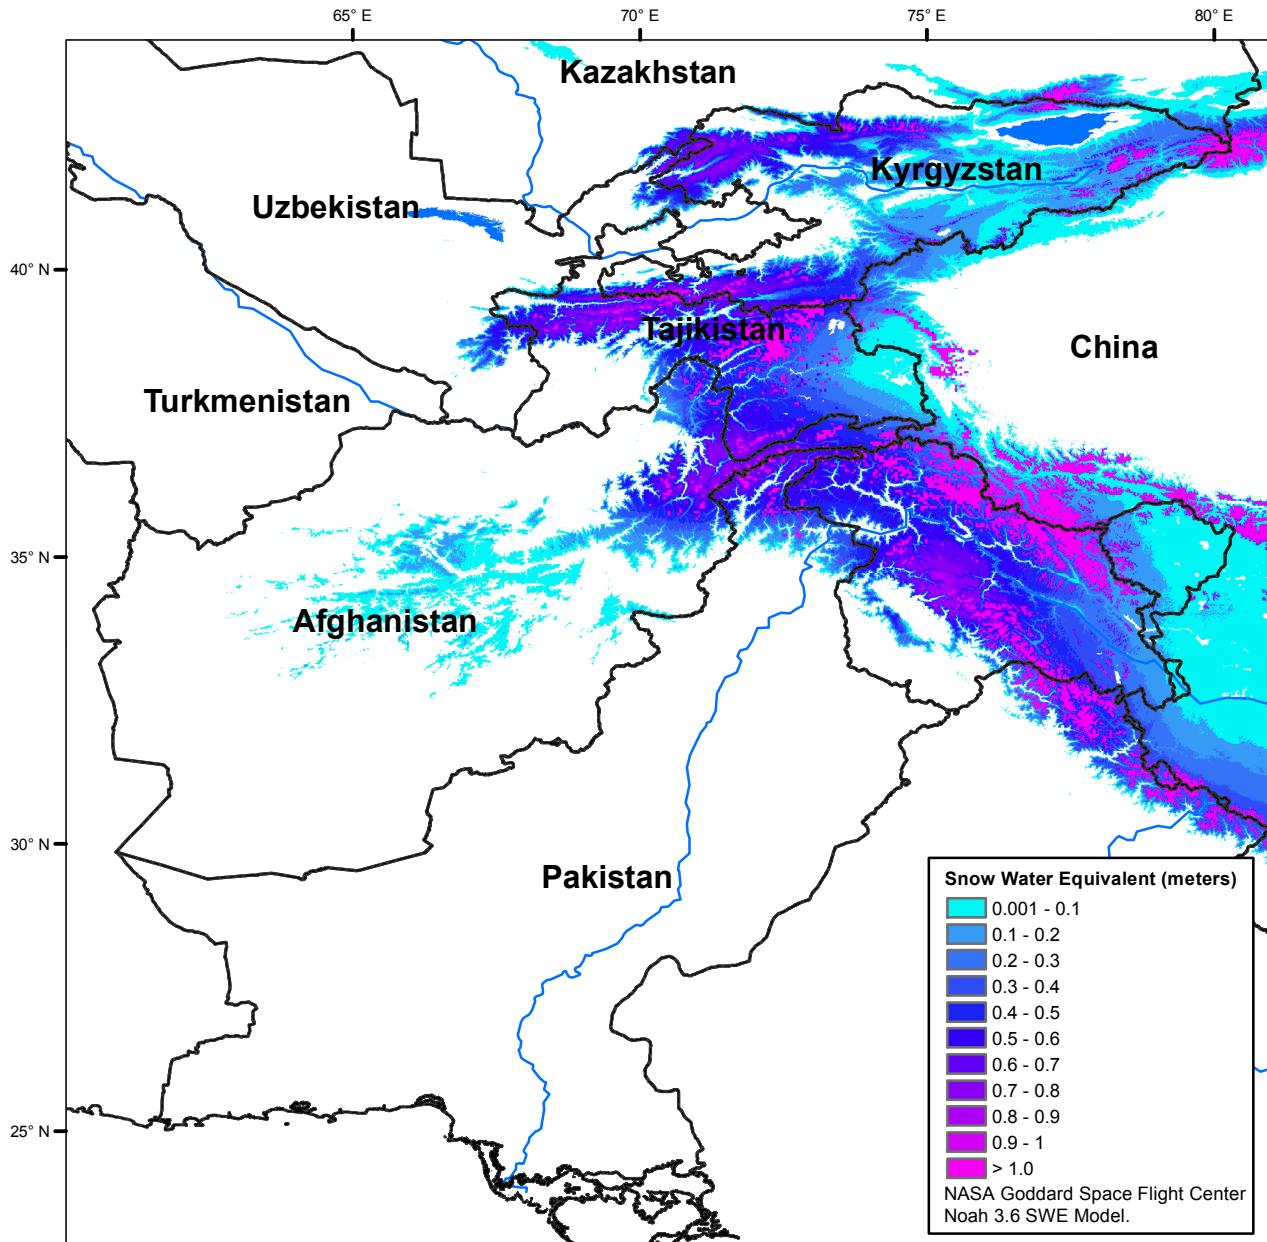 65° E
70° E
75° E
80° E
Kazakhstan
Kyrgyzstan
Uzbekistan
40° N
Tajikistan
China
Turkmenistan
35° N
Afghanistan
30° N
Pakistan
25° N
Snow Water Equivalent (meters)
0.001 - 0.1
0.1 - 0.2
0.2 - 0.3
0.3 - 0.4
0.4 - 0.5
0.5 - 0.6
0.6 - 0.7
0.7 - 0.8
0.8 - 0.9
0.9 - 1
> 1.0
NASA Goddard Space Flight Center
Noah 3.6 SWE Model.